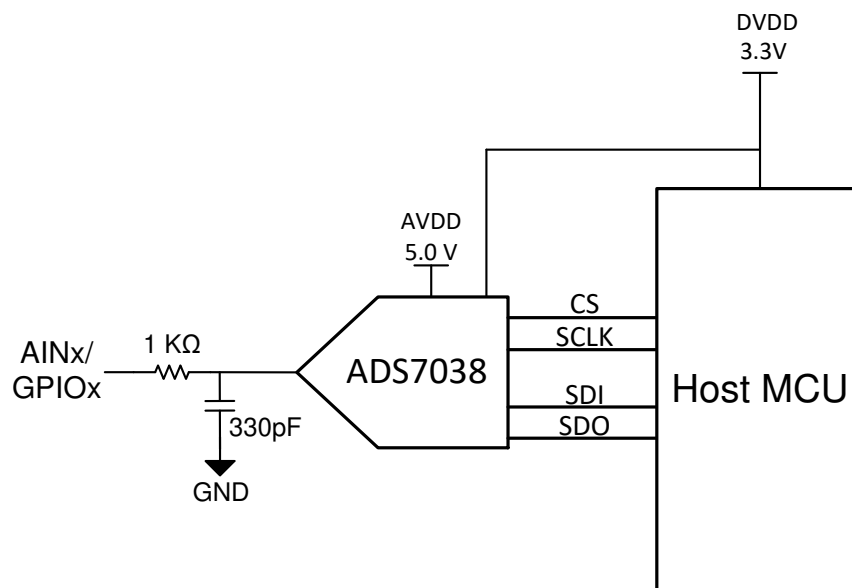 DVDD
3.3V
AVDD
5.0 V
CS
SCLK
1 KΩ
AINx/
GPIOx
ADS7038
Host MCU
SDI
330pF
SDO
GND